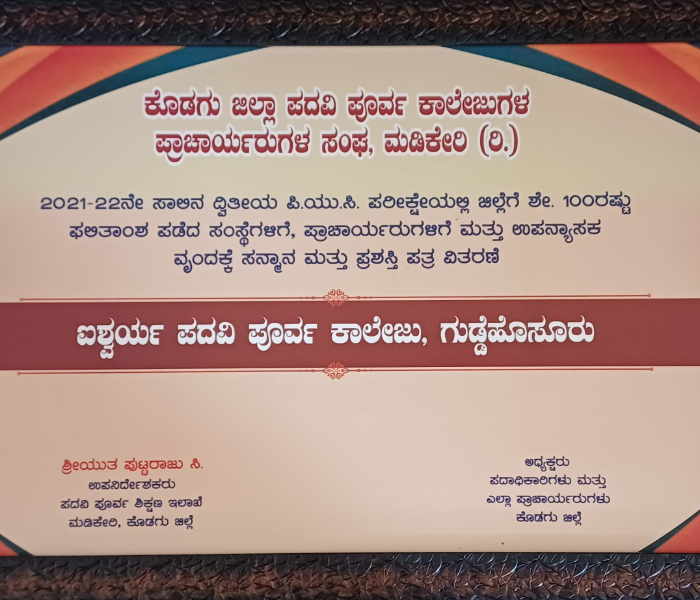 ಕೊಡಗು ಜಿಲ್ಲಾ ಪದವಿ ಪೂರ್ವ ಕಾಲೇಜುಗಳ
ಪ್ರಾಚಾರ್ಯರುಗಳ ಸಂಘ, ಮಡಿಕೇರಿ (ರಿ.)
2021-22ನೇ ಸಾಲಿನ ದ್ವಿತೀಯ ಪಿ.ಯು.ಸಿ. ಪರೀಕ್ಷೇಯಲ್ಲಿ ಜಿಲ್ಲೆಗೆ ಶೇ. 100ರಷ್ಟು
ಫಲಿತಾಂಶ ಪಡೆದ ಸಂಸ್ಥೆಗಳಿಗೆ, ಪ್ರಾಚಾರ್ಯರುಗಳಿಗೆ ಮತ್ತು ಉಪನ್ಯಾಸಕ
ವೃಂದಕ್ಕೆ ಸನ್ಮಾನ ಮತ್ತು ಪ್ರಶಸ್ತಿ ಪತ್ರ ವಿತರಣೆ
ಐಶ್ವರ್ಯ ಪದವಿ ಪೂರ್ವ ಕಾಲೇಜು, ಗುಡ್ಡೆಹೊಸೂರು
ಶ್ರೀಯುತ ಪುಟ್ಟರಾಜು ಸಿ.
ಉಪನಿರ್ದೇಶಕರು
ಪದವಿ ಪೂರ್ವ ಶಿಕ್ಷಣ ಇಲಾಖೆ
ಮಡಿಕೇರಿ, ಕೊಡಗು ಜಿಲ್ಲೆ
ಅಧ್ಯಕ್ಷರು
ಪದಾಧಿಕಾರಿಗಳು ಮತ್ತು
ಎಲ್ಲಾ ಪ್ರಾಚಾರ್ಯರುಗಳು
ಕೊಡಗು ಜಿಲ್ಲೆ